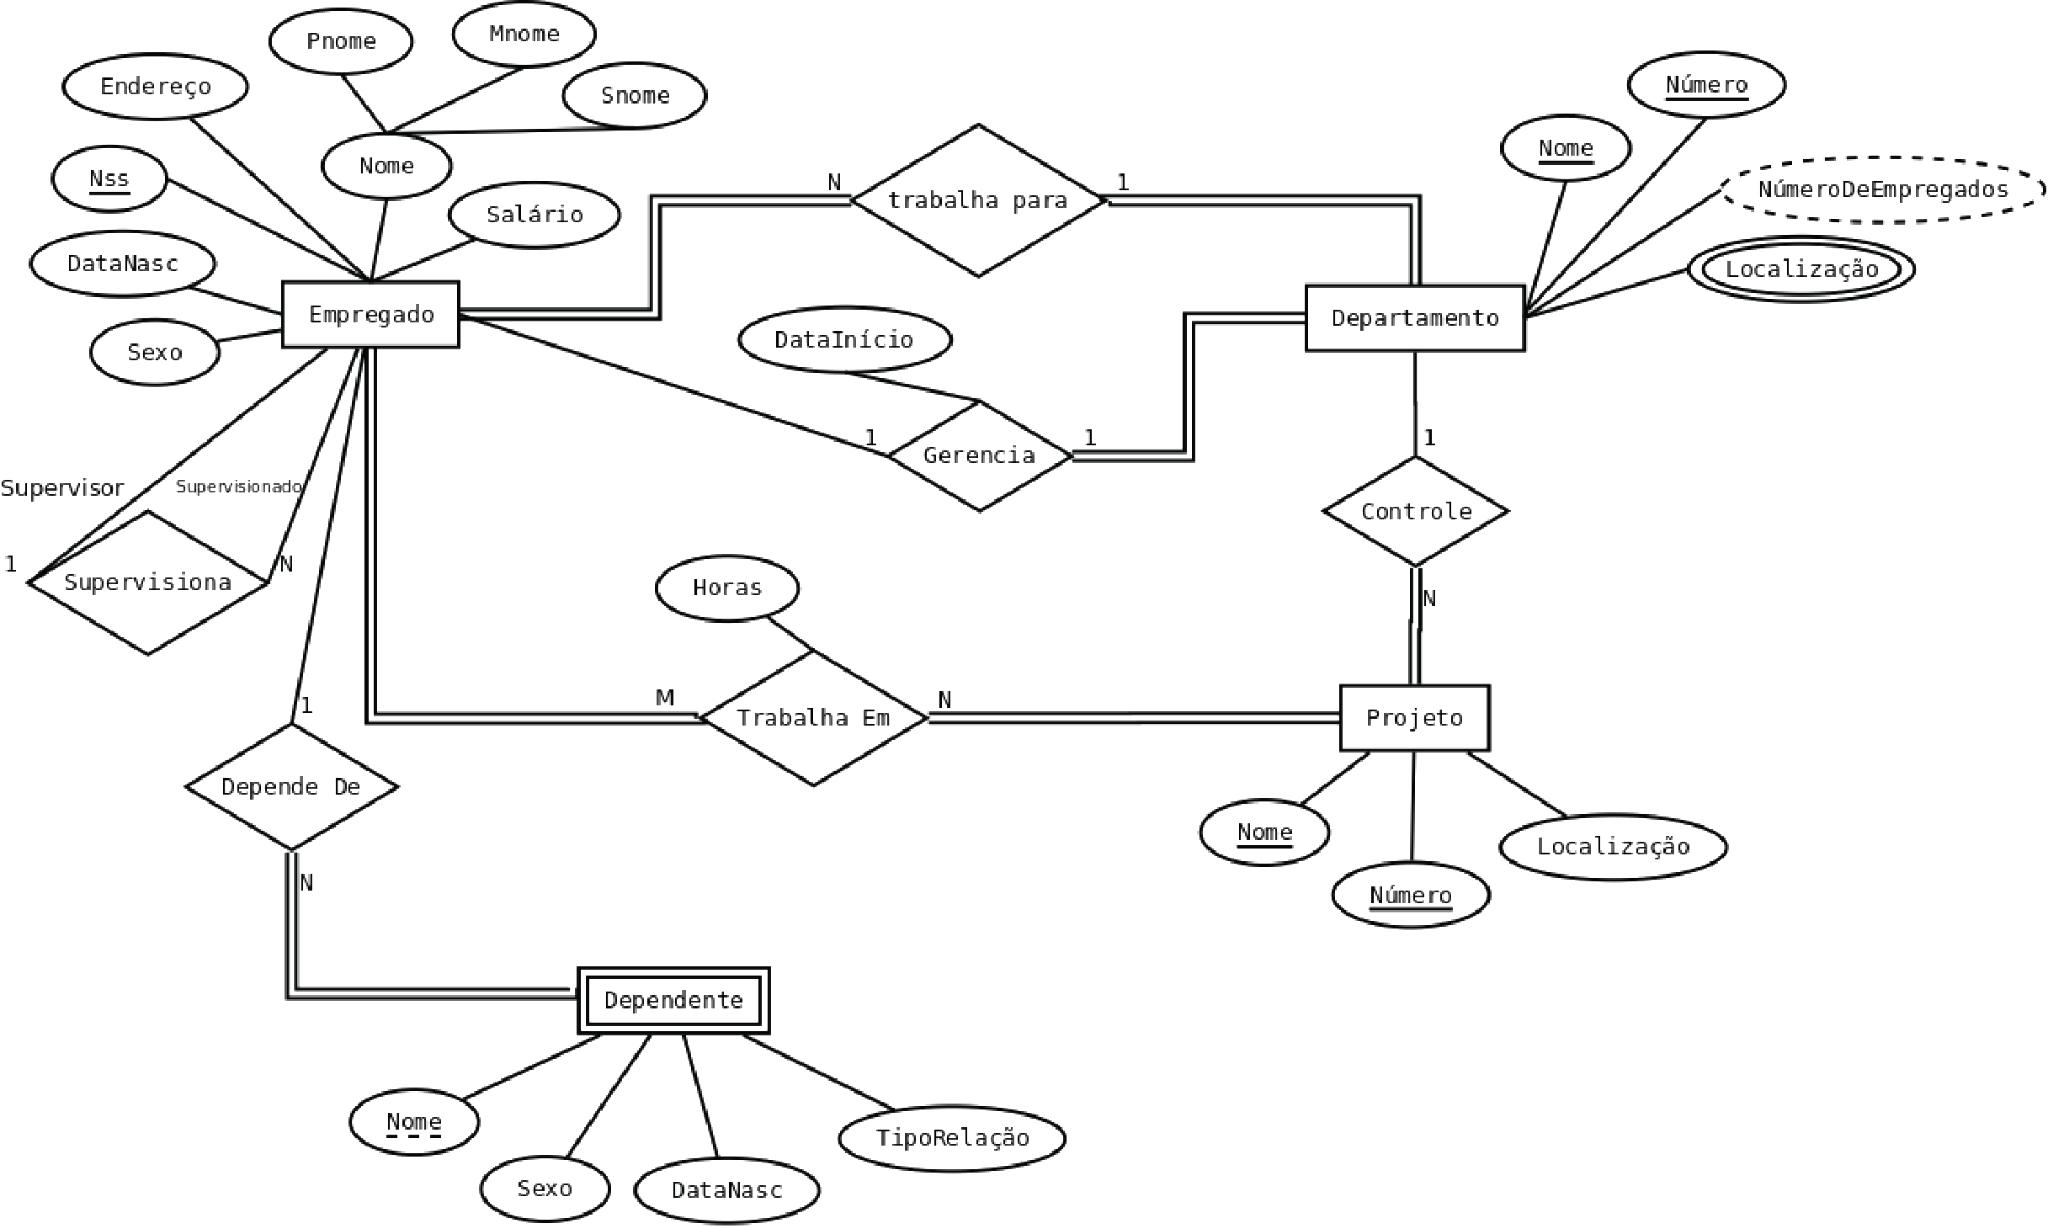 Pnome
Mnome
Endereço
Snome
Número
Nome
Nss
Nome
NúmeroDeEmpregados
N
trabalha para
1
Salário
DataNasc
Localização
Empregado
Departamento
DataInício
Sexo
1
Gerencia
1
1
Supervisor
Supervisionado
Controle
1
N
Supervisiona
Horas
N
M
N
1
Trabalha Em
Projeto
Depende De
Nome
Localização
N
Número
Dependente
Nome
TipoRelação
Sexo
DataNasc